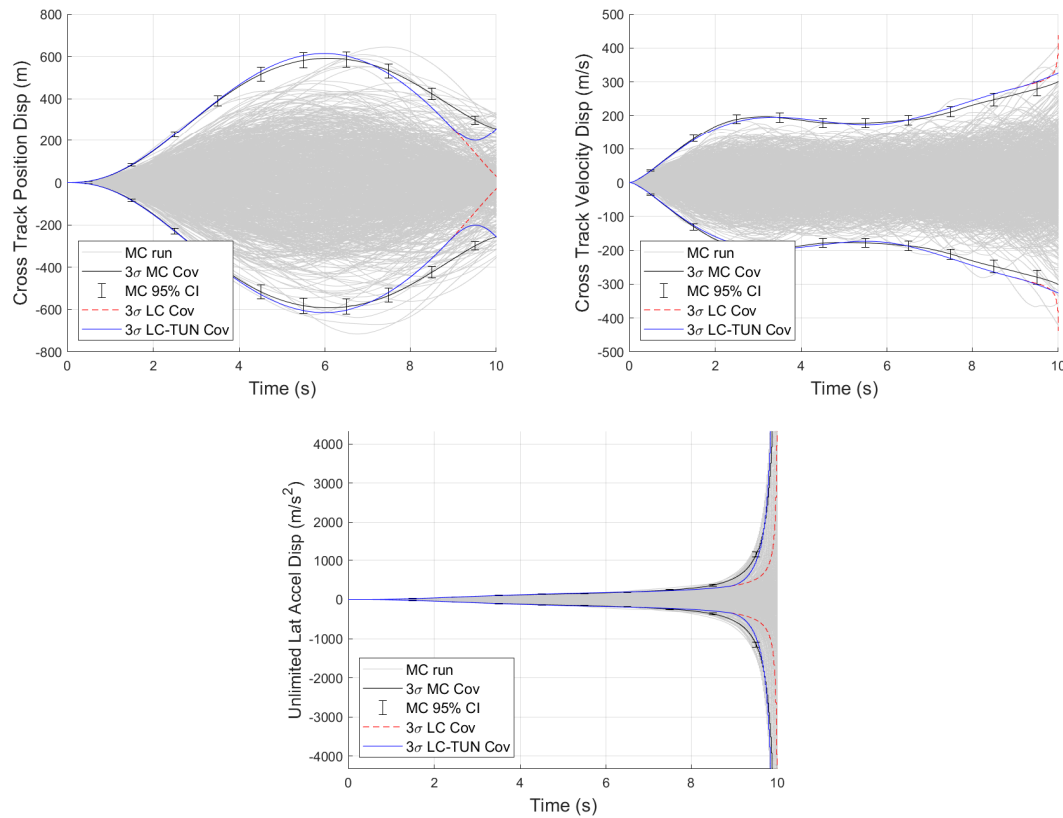 Cross Track Position Disp (m)
800
600
400
200
0
-200
-400
-600
-800
MC run
3σ MC Cov
MC 95% CI
3σ LC Cov
3σ LC-TUN Cov
0 2 4 6 8 10
Time (s)
Cross Track Velocity Disp (m/s)
500
400
300
200
100
0
-100
-200
-300
-400
-500
MC run
3σ MC Cov
MC 95% CI
3σ LC Cov
3σ LC-TUN Cov
0 2 4 6 8 10
Time (s)
Unlimited Lat Accel Disp (m/s²)
4000
3000
2000
1000
0
-1000
-2000
-3000
-4000
MC run
3σ MC Cov
MC 95% CI
3σ LC Cov
3σ LC-TUN Cov
0 2 4 6 8 10
Time (s)